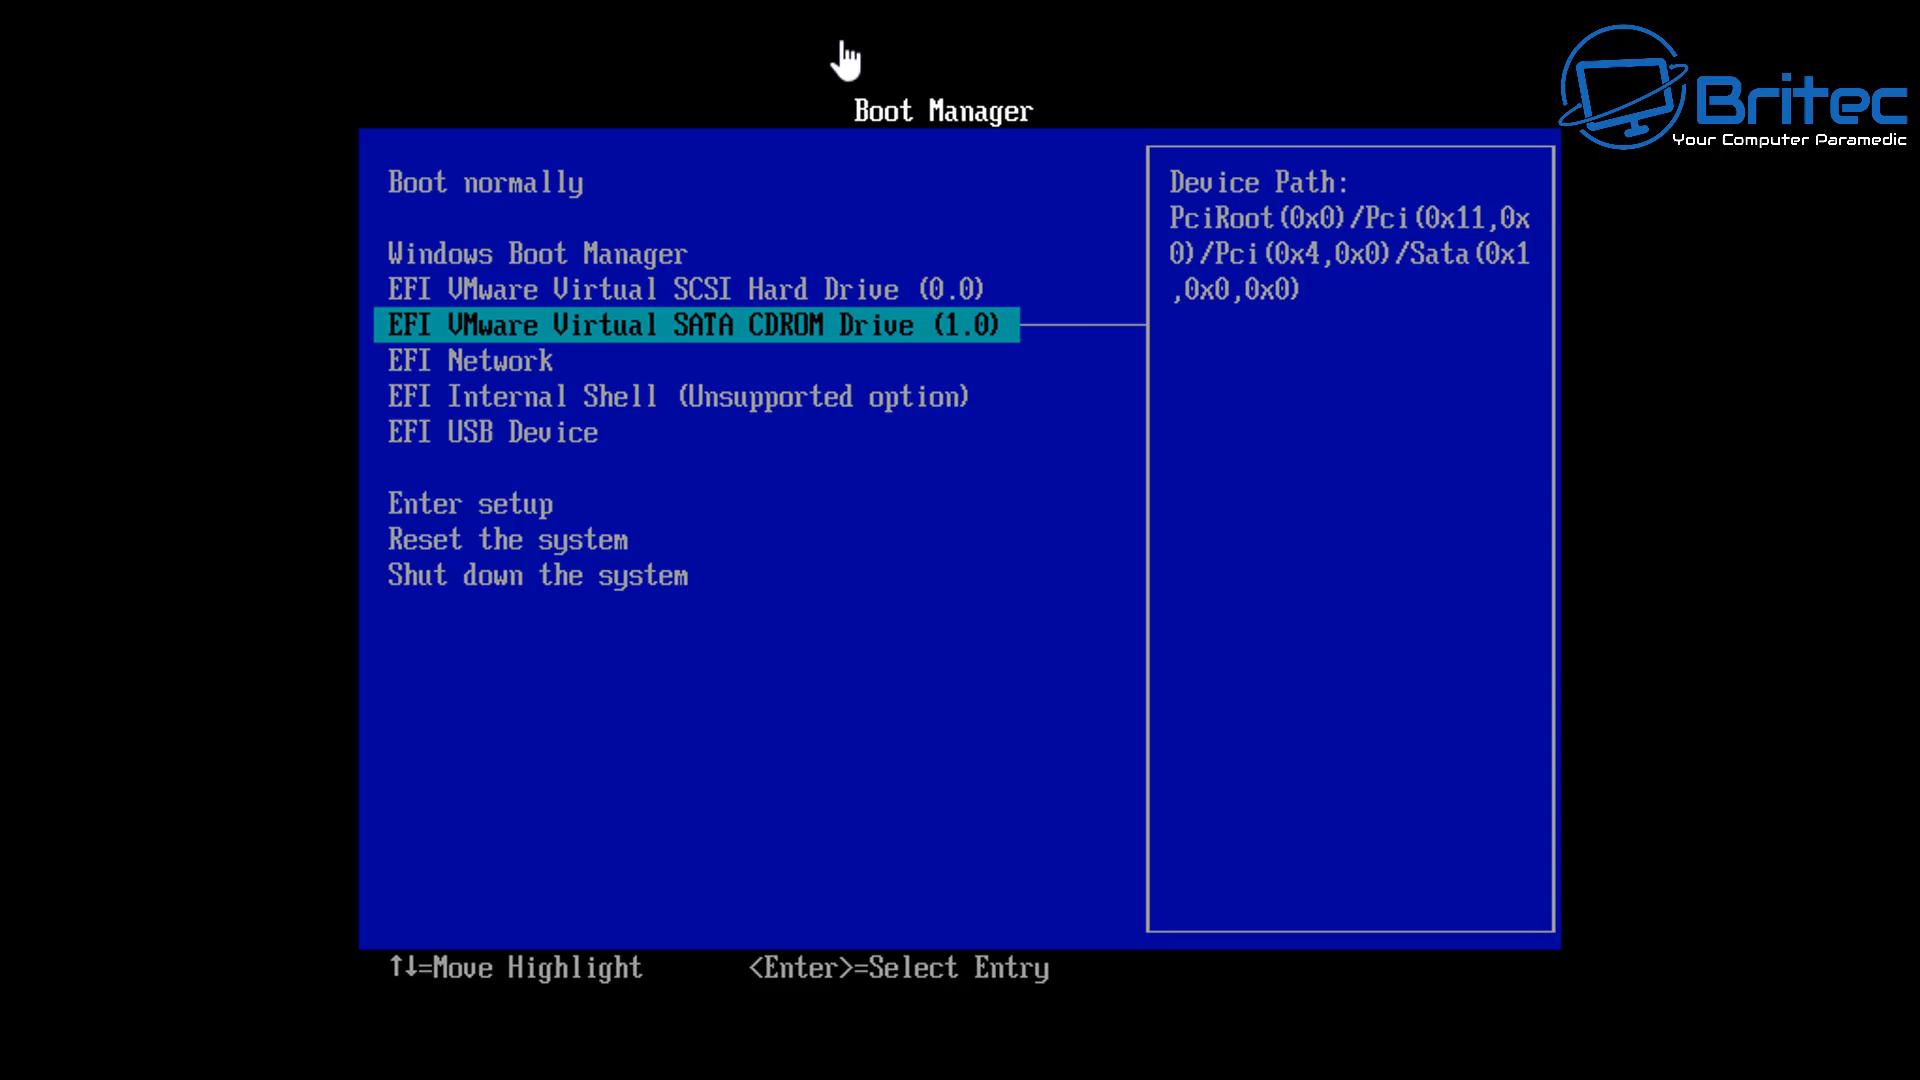 Britec
Your Computer Paramedic
Boot Manager
Boot normally
Windows Boot Manager
EFI VMware Virtual SCSI Hard Drive (0.0)
EFI VMware Virtual SATA CDROM Drive (1.0)
EFI Network
EFI Internal Shell (Unsupported option)
EFI USB Device
Enter setup
Reset the system
Shut down the system
Device Path:
PciRoot(0x0)/Pci(0x11,0x
0)/Pci(0x4,0x0)/Sata(0x1
,0x0,0x0)
↑↓=Move Highlight
<Enter>=Select Entry